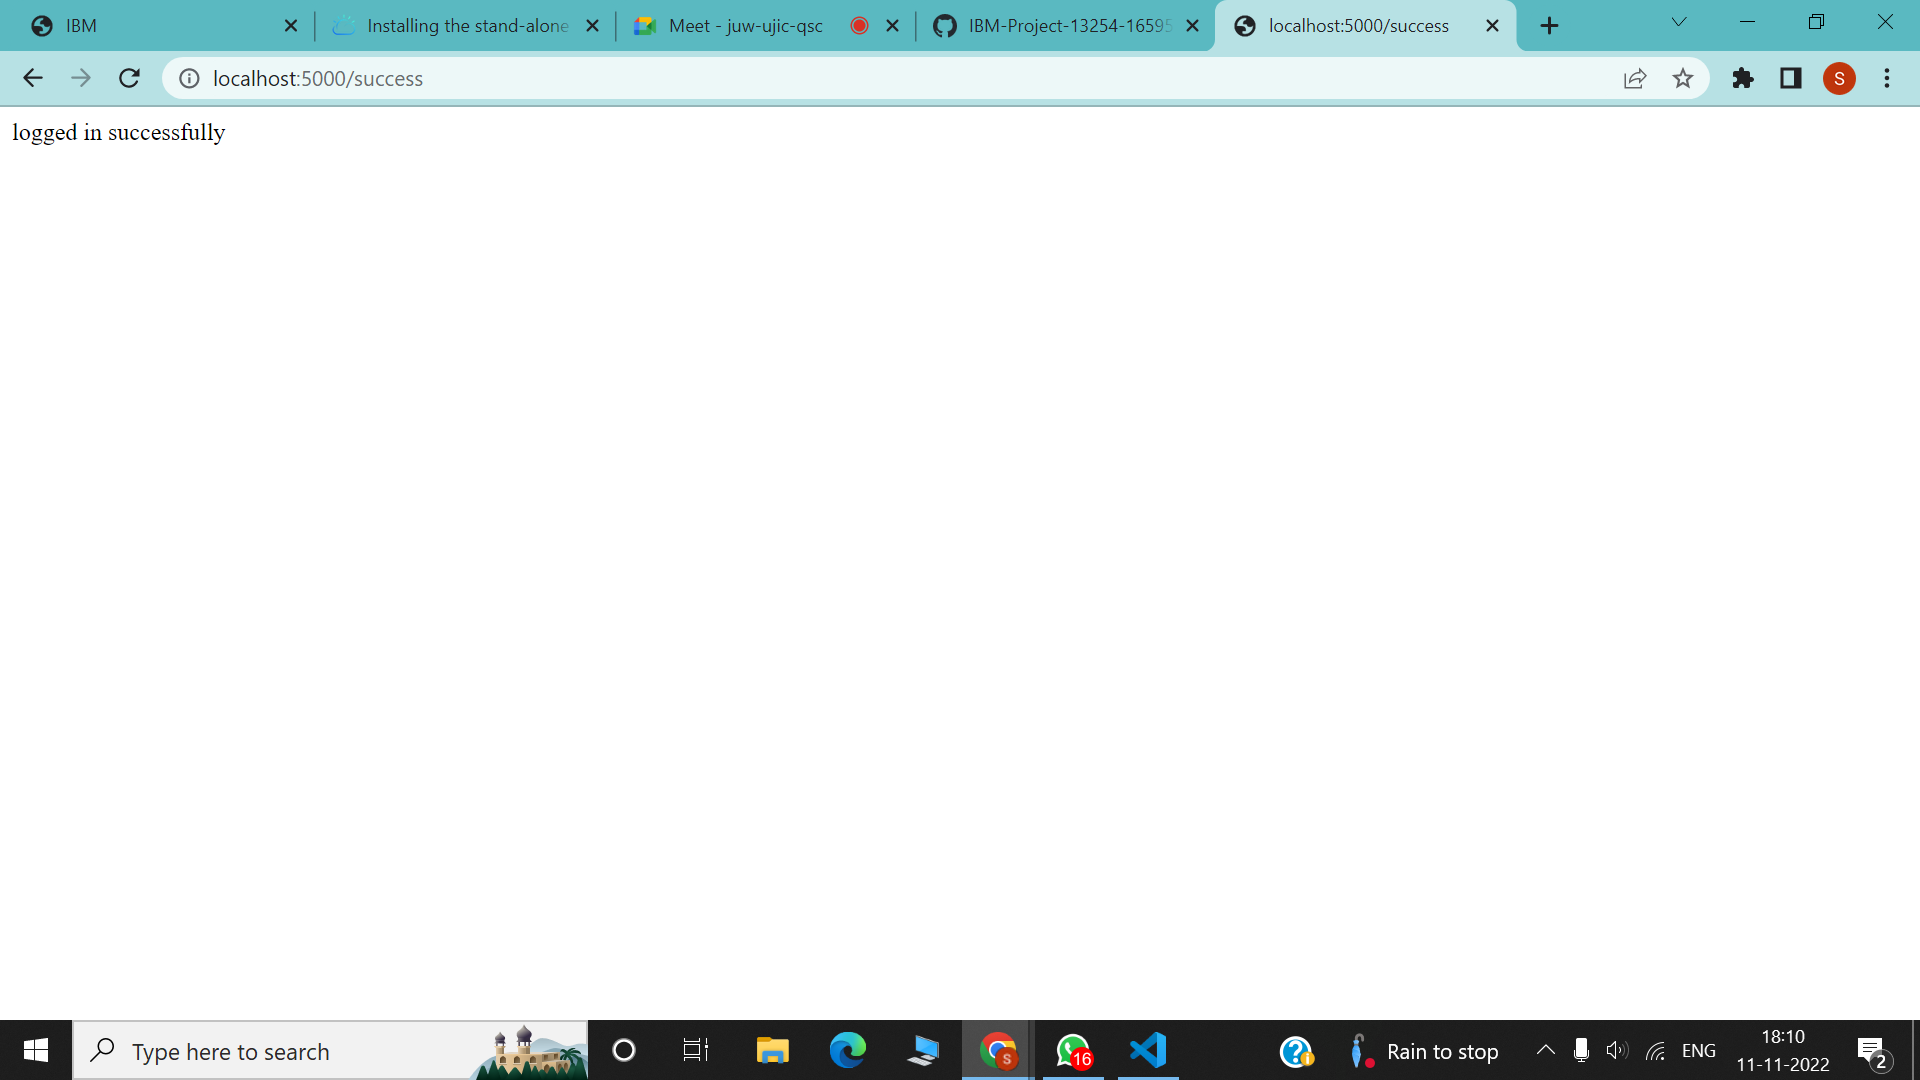 IBM
Installing the stand-alone
Meet - juw-ujic-qsc
IBM-Project-13254-16595
localhost:5000/success
localhost:5000/success
S
logged in successfully
Type here to search
S
16
Rain to stop
ENG
18:10
11-11-2022
2